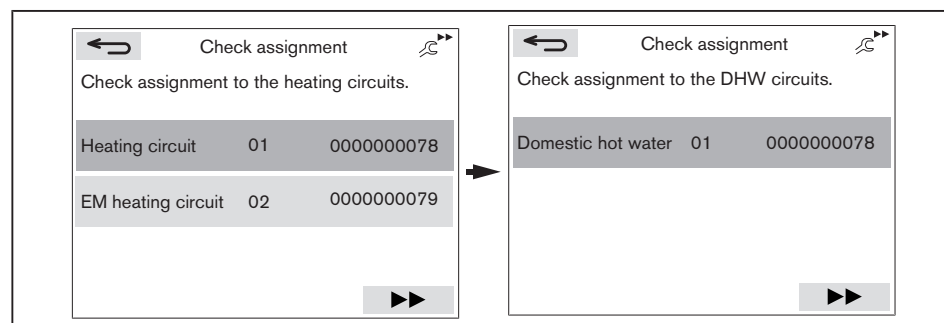 Check assignment
Check assignment to the heating circuits.
Heating circuit 01 0000000078
EM heating circuit 02 0000000079
Check assignment
Check assignment to the DHW circuits.
Domestic hot water 01 0000000078